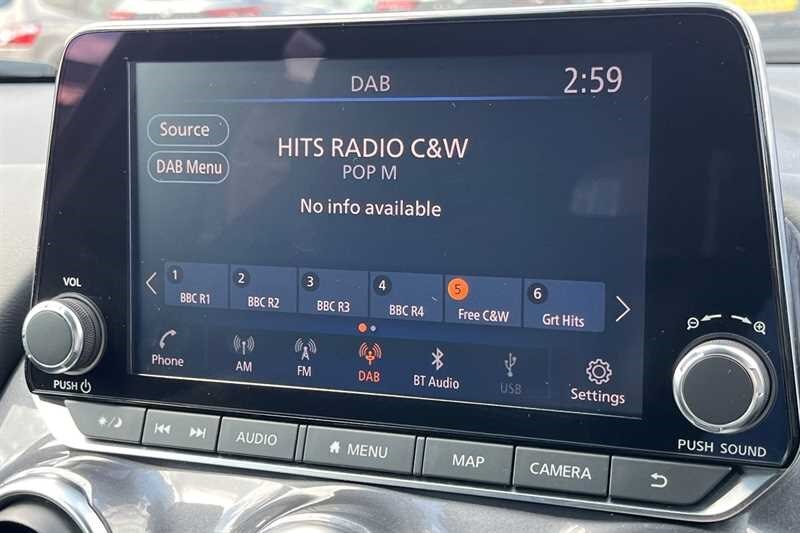 DAB
2:59
Source
HITS RADIO C&W
DAB Menu
POP M
No info available
1 2 3 4 5 6
BBC R1 BBC R2 BBC R3 BBC R4 Free C&W Grt Hits
VOL
PUSH
Phone AM FM DAB BT Audio USB Settings
PUSH SOUND
AUDIO MENU MAP CAMERA